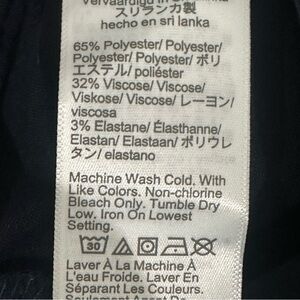 Vervaardigd in
スリランカ製
hecho en sri lanka
65% Polyester/ Polyester/
Polyester/ Polyester/ ポリ
エステル/ poliéster
32% Viscose/ Viscose/
Viskose/ Viscose/ レーヨン/
viscosa
3% Elastane/ Élasthanne/
Elastan/ Elastaan/ ポリウレ
タン/ elastano
Machine Wash Cold. With
Like Colors. Non-chlorine
Bleach Only. Tumble Dry
Low. Iron On Lowest
Setting.
30
Laver À La Machine À
L'eau Froide. Laver En
Séparant Les Couleurs.
Seulement Agent De